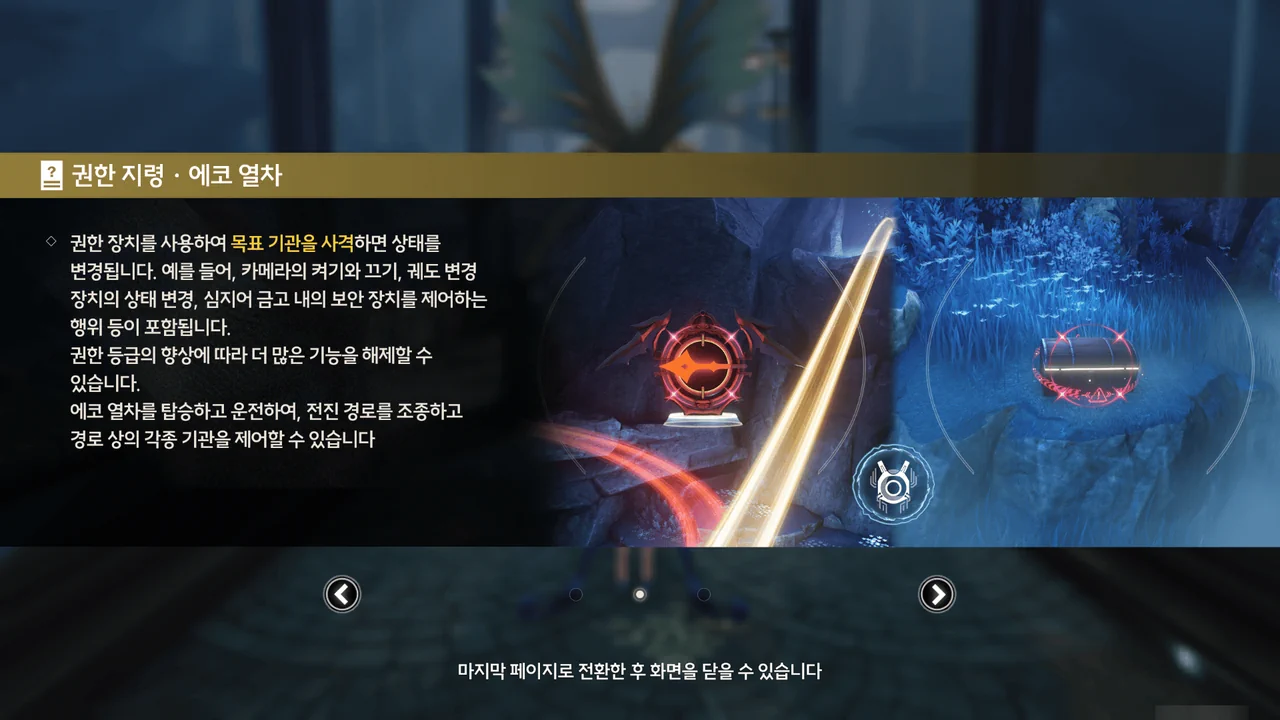 권한 지령 · 에코 열차
권한 장치를 사용하여 목표 기관을 사격하면 상태를
변경됩니다. 예를 들어, 카메라의 켜기와 끄기, 궤도 변경
장치의 상태 변경, 심지어 금고 내의 보안 장치를 제어하는
행위 등이 포함됩니다.
권한 등급의 향상에 따라 더 많은 기능을 해제할 수
있습니다.
에코 열차를 탑승하고 운전하여, 전진 경로를 조종하고
경로 상의 각종 기관을 제어할 수 있습니다
마지막 페이지로 전환한 후 화면을 닫을 수 있습니다